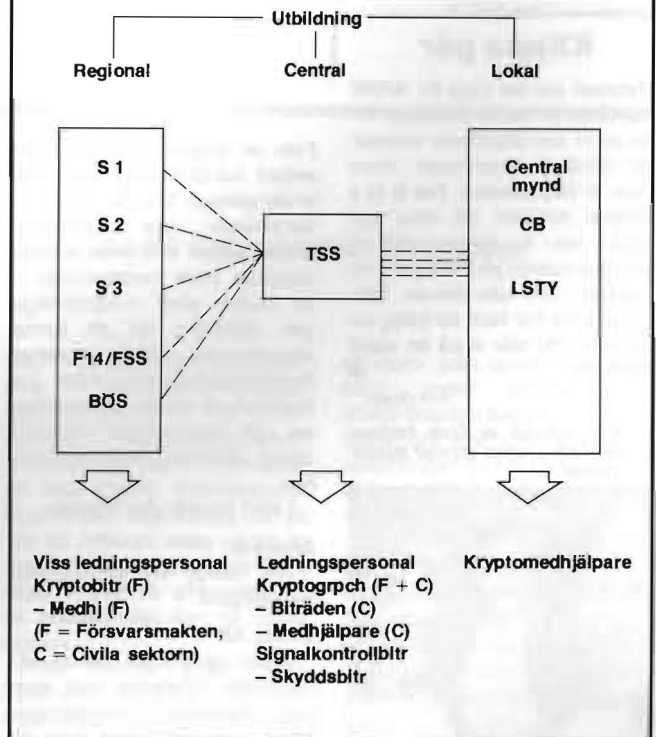 Utbildning
Regional
Central
Lokal
S 1
S 2
S 3
F14/FSS
BÖS
TSS
Central
mynd
CB
LSTY
Viss ledningspersonal
Kryptobitr (F)
– Medhj (F)
(F = Försvarsmakten,
C = Civila sektorn)
Ledningspersonal
Kryptogrpch (F + C)
– Biträden (C)
– Medhjälpare (C)
Signalkontrollbitr
– Skyddsbitr
Kryptomedhjälpare